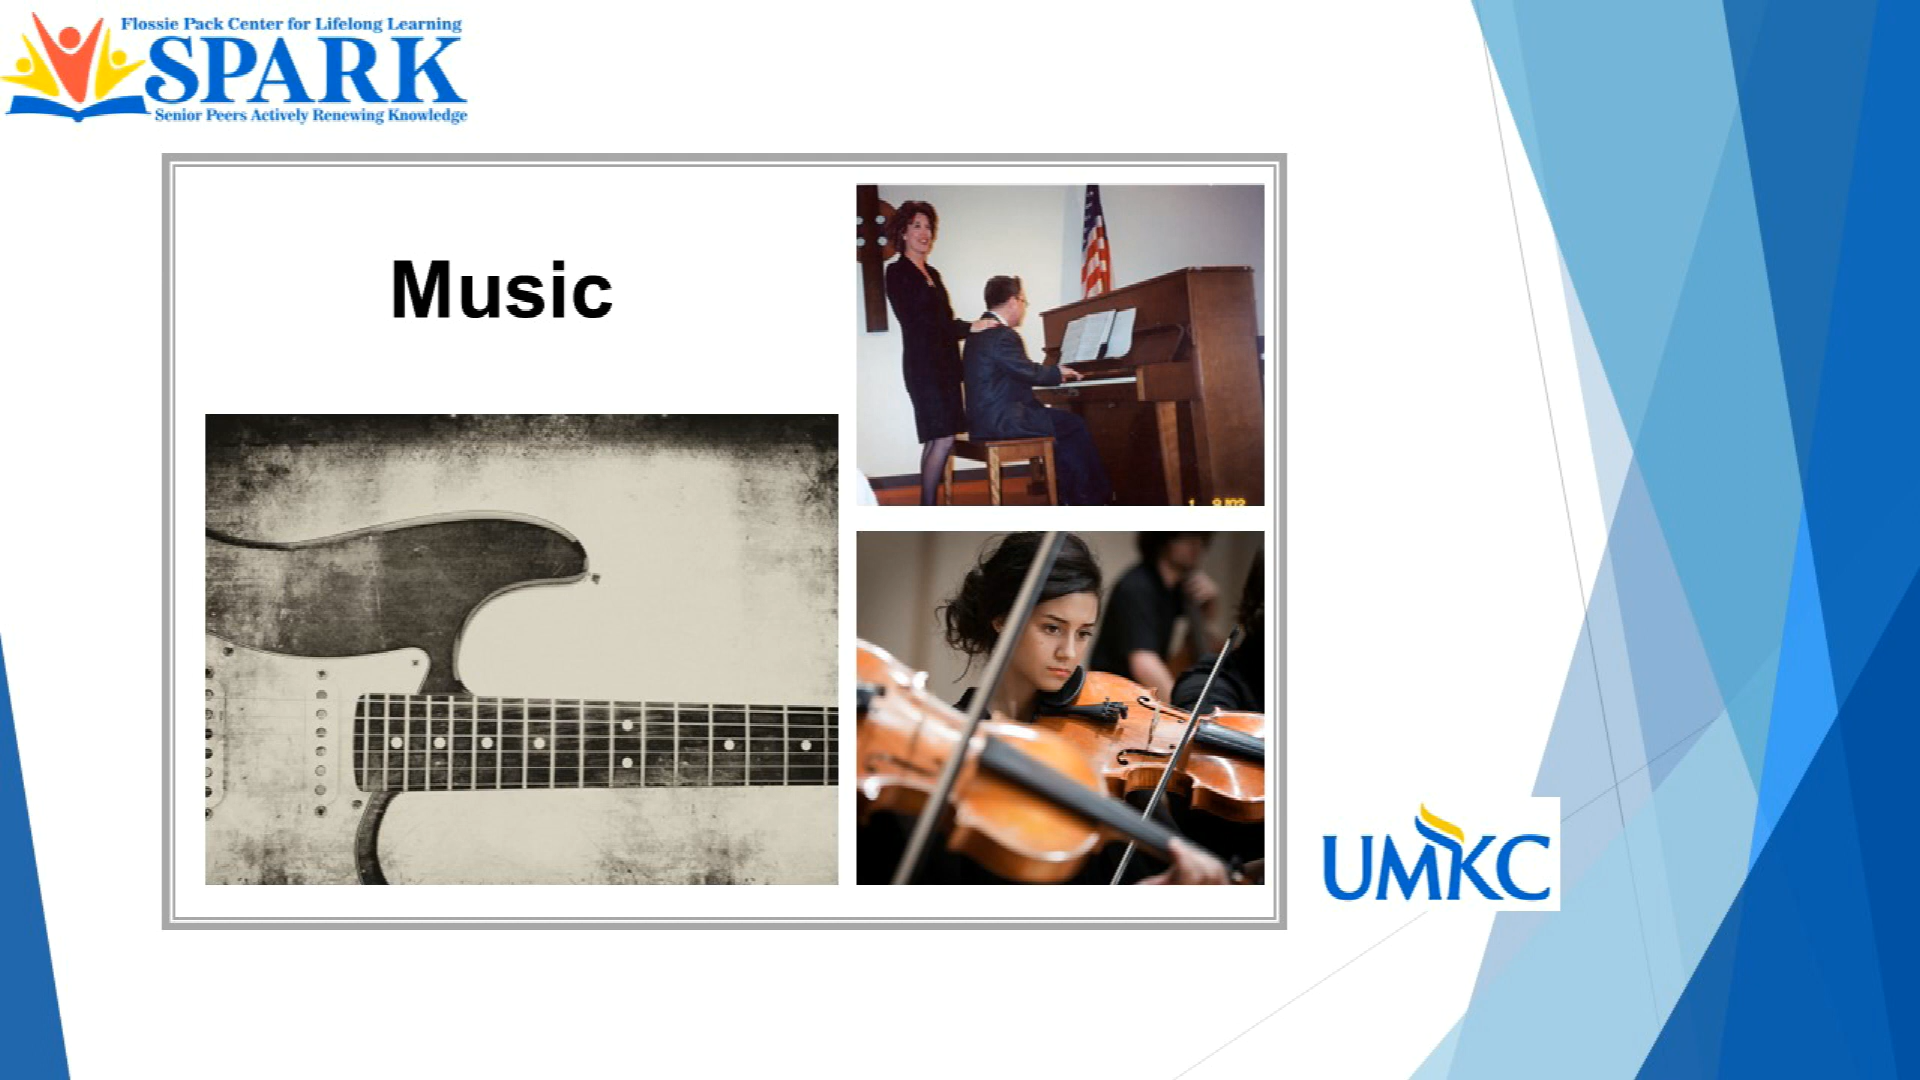 Flossie Pack Center for Lifelong Learning
SPARK
Senior Peers Actively Renewing Knowledge
Music
UMKC